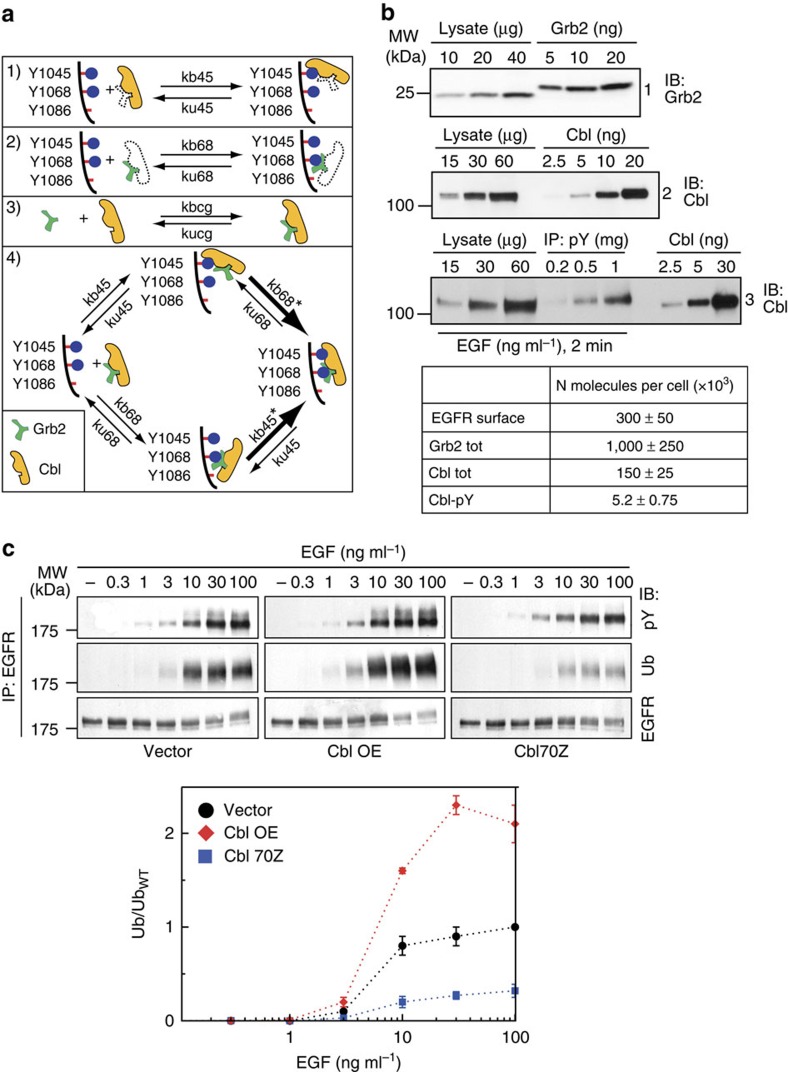 a
1)
Y1045
Y1068
Y1086
+
kb45
ku45
Y1045
Y1068
Y1086
2)
Y1045
Y1068
Y1086
+
kb68
ku68
Y1045
Y1068
Y1086
3)
+
kbcg
kucg
4)
Y1045
Y1068
Y1086
kb45
ku45
kb68*
ku68
Y1045
Y1068
Y1086
+
Y1045
Y1068
Y1086
kb68
ku68
Y1045
Y1068
Y1086
kb45*
ku45
Grb2
Cbl
b
MW (kDa)
Lysate (μg) Grb2 (ng)
10 20 40 5 10 20
25 1 IB: Grb2
Lysate (μg) Cbl (ng)
15 30 60 2.5 5 10 20
100 2 IB: Cbl
Lysate (μg) IP: pY (mg) Cbl (ng)
15 30 60 0.2 0.5 1 2.5 5 30
100 3 IB: Cbl
EGF (ng ml–1), 2 min
N molecules per cell (×10³)
EGFR surface 300 ± 50
Grb2 tot 1,000 ± 250
Cbl tot 150 ± 25
Cbl-pY 5.2 ± 0.75
c
EGF (ng ml–1)
MW (kDa)
– 0.3 1 3 10 30 100 – 0.3 1 3 10 30 100 – 0.3 1 3 10 30 100
IB:
IP: EGFR
175 pY
175 Ub
175 EGFR
Vector Cbl OE Cbl70Z
Vector
Cbl OE
Cbl 70Z
Ub/UbWT
2
1
0
1 10 100
EGF (ng ml–1)